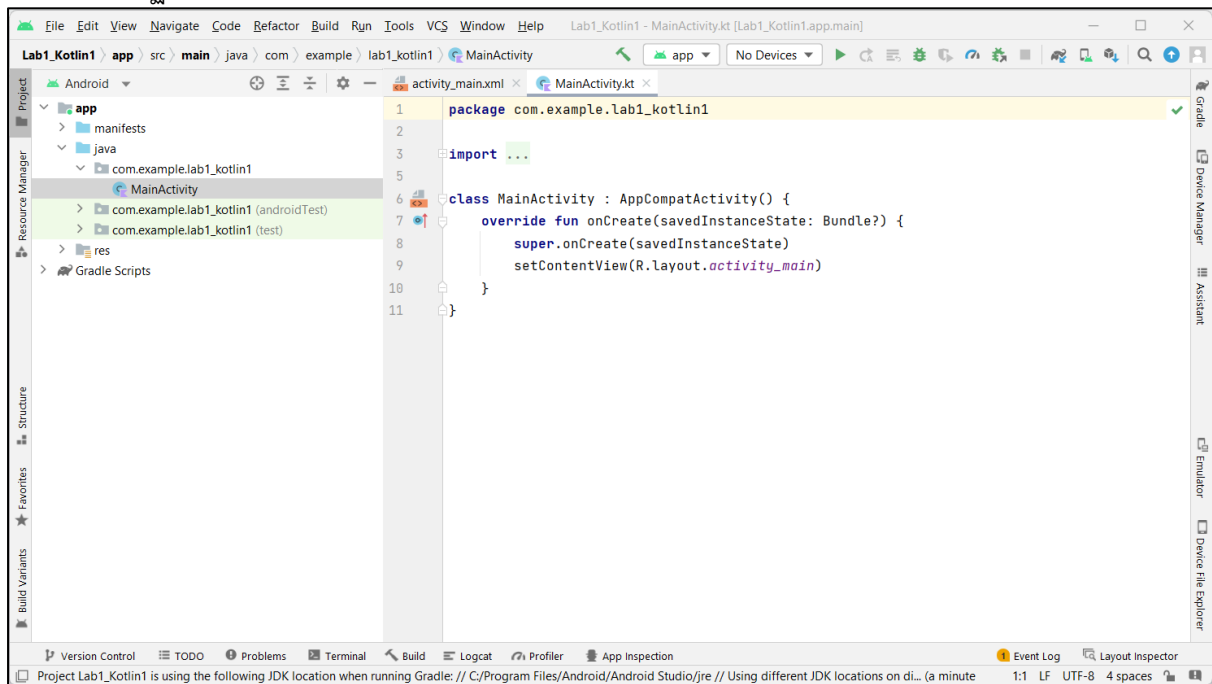 File Edit View Navigate Code Refactor Build Run Tools VCS Window Help Lab1_Kotlin1 - MainActivity.kt [Lab1_Kotlin1.app.main]
Lab1_Kotlin1 app src main java com example lab1_kotlin1 MainActivity app No Devices
Project
Resource Manager
Structure
Favorites
Build Variants
Android
app
manifests
java
com.example.lab1_kotlin1
MainActivity
com.example.lab1_kotlin1 (androidTest)
com.example.lab1_kotlin1 (test)
res
Gradle Scripts
activity_main.xml MainActivity.kt
1 package com.example.lab1_kotlin1
2
3 import ...
5
6 class MainActivity : AppCompatActivity() {
7 override fun onCreate(savedInstanceState: Bundle?) {
8 super.onCreate(savedInstanceState)
9 setContentView(R.layout.activity_main)
10 }
11 }
Gradle
Device Manager
Assistant
Emulator
Device File Explorer
Version Control TODO Problems Terminal Build Logcat Profiler App Inspection 1 Event Log Layout Inspector
Project Lab1_Kotlin1 is using the following JDK location when running Gradle: // C:/Program Files/Android/Android Studio/jre // Using different JDK locations on di... (a minute 1:1 LF UTF-8 4 spaces